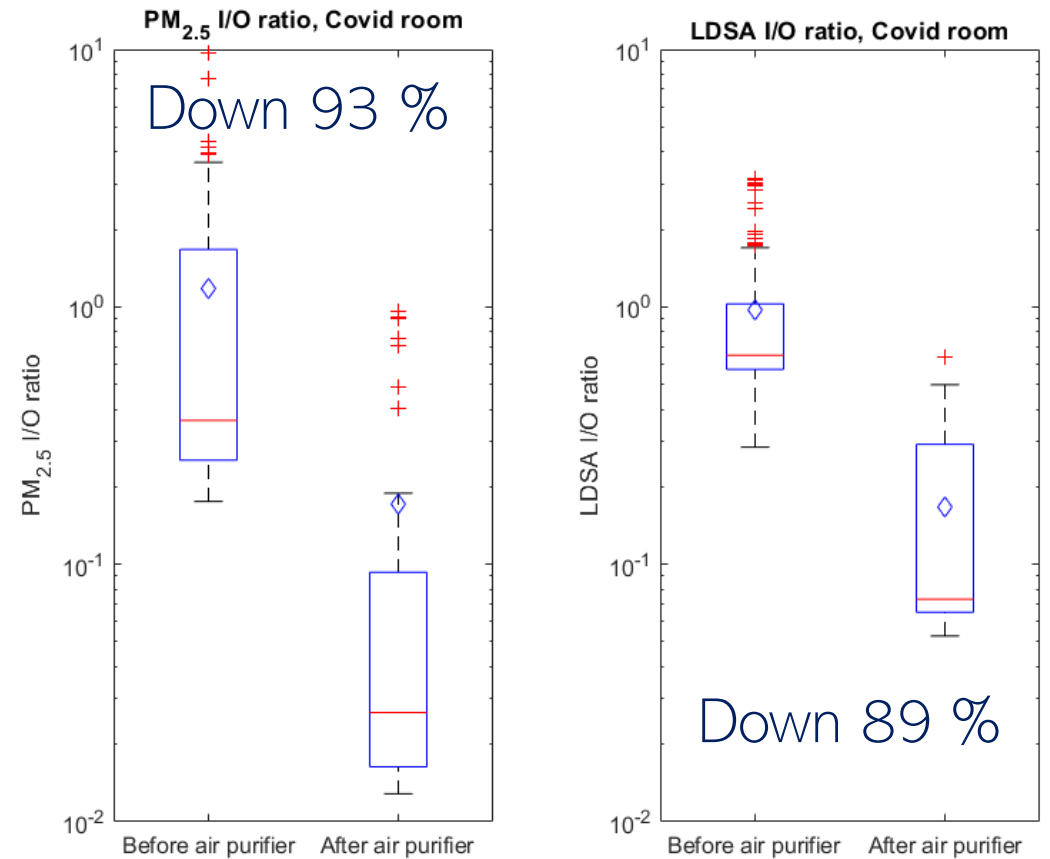 PM2.5 I/O ratio, Covid room
10^1
Down 93 %
10^0
PM2.5 I/O ratio
10^-1
10^-2
Before air purifier
After air purifier
LDSA I/O ratio, Covid room
10^1
10^0
LDSA I/O ratio
10^-1
Down 89 %
10^-2
Before air purifier
After air purifier